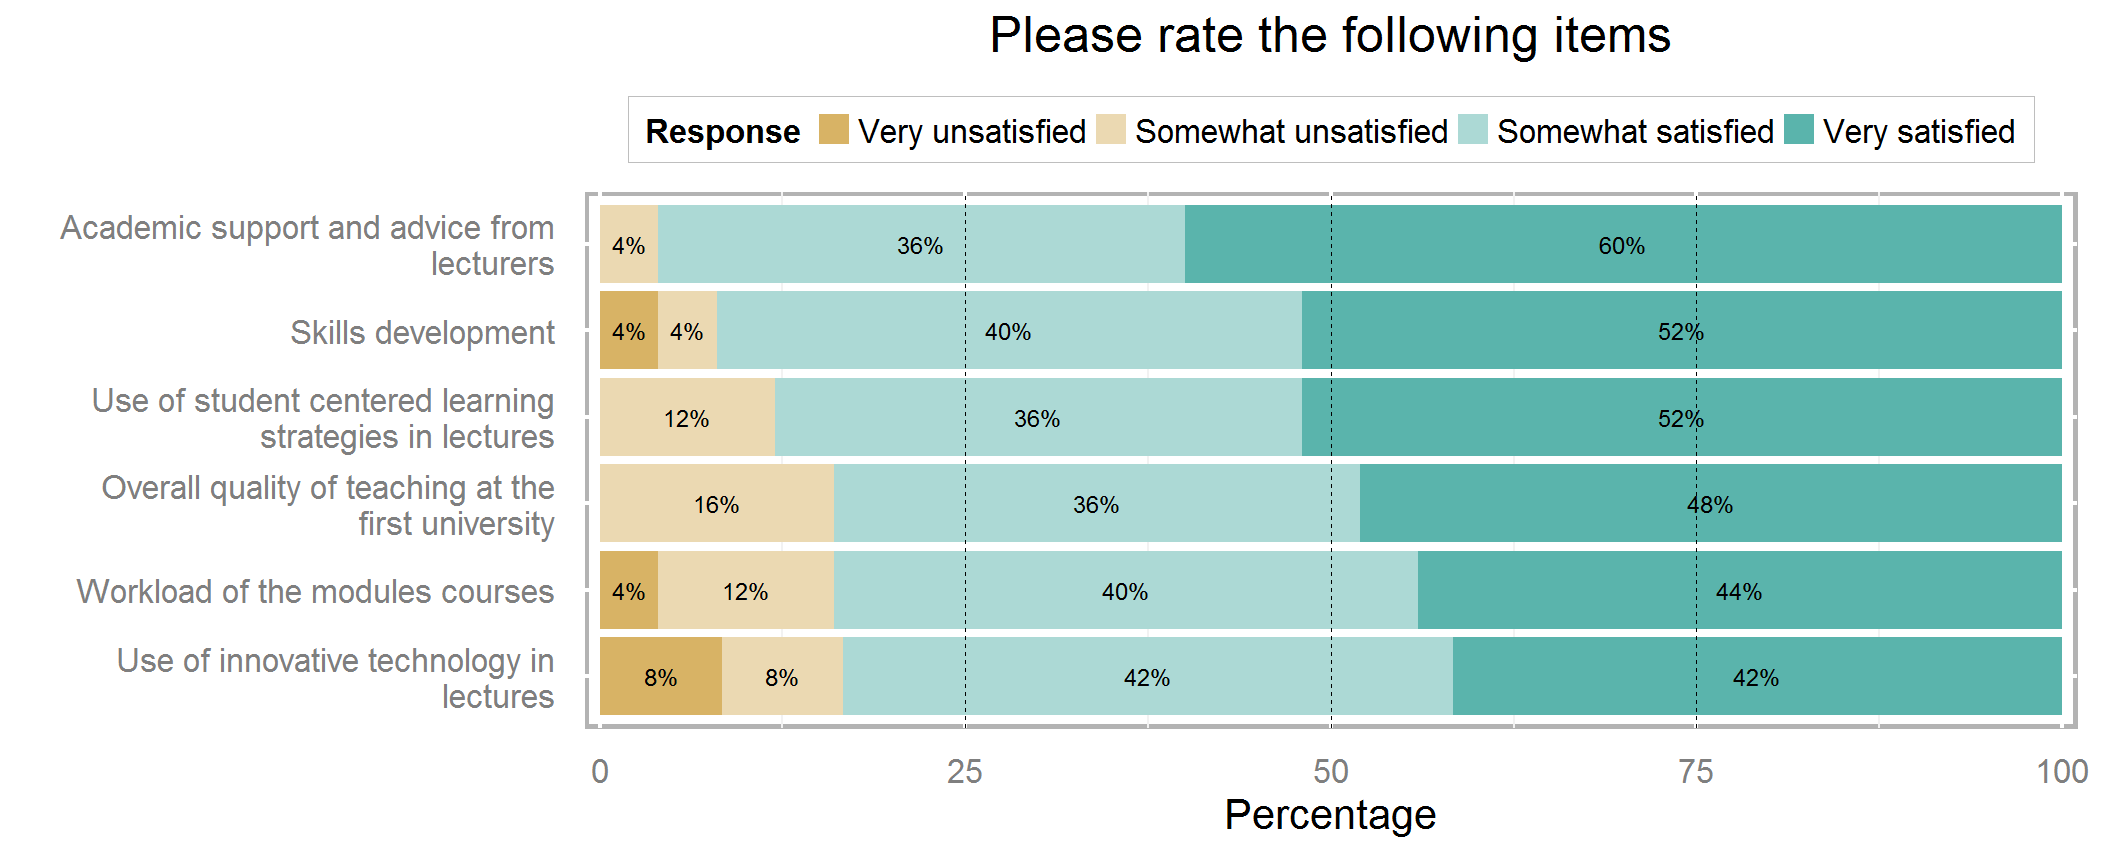 Please rate the following items
Response Very unsatisfied Somewhat unsatisfied Somewhat satisfied Very satisfied
Academic support and advice from
lecturers
4% 36% 60%
Skills development
4% 4% 40% 52%
Use of student centered learning
strategies in lectures
12% 36% 52%
Overall quality of teaching at the
first university
16% 36% 48%
Workload of the modules courses
4% 12% 40% 44%
Use of innovative technology in
lectures
8% 8% 42% 42%
0 25 50 75 100
Percentage